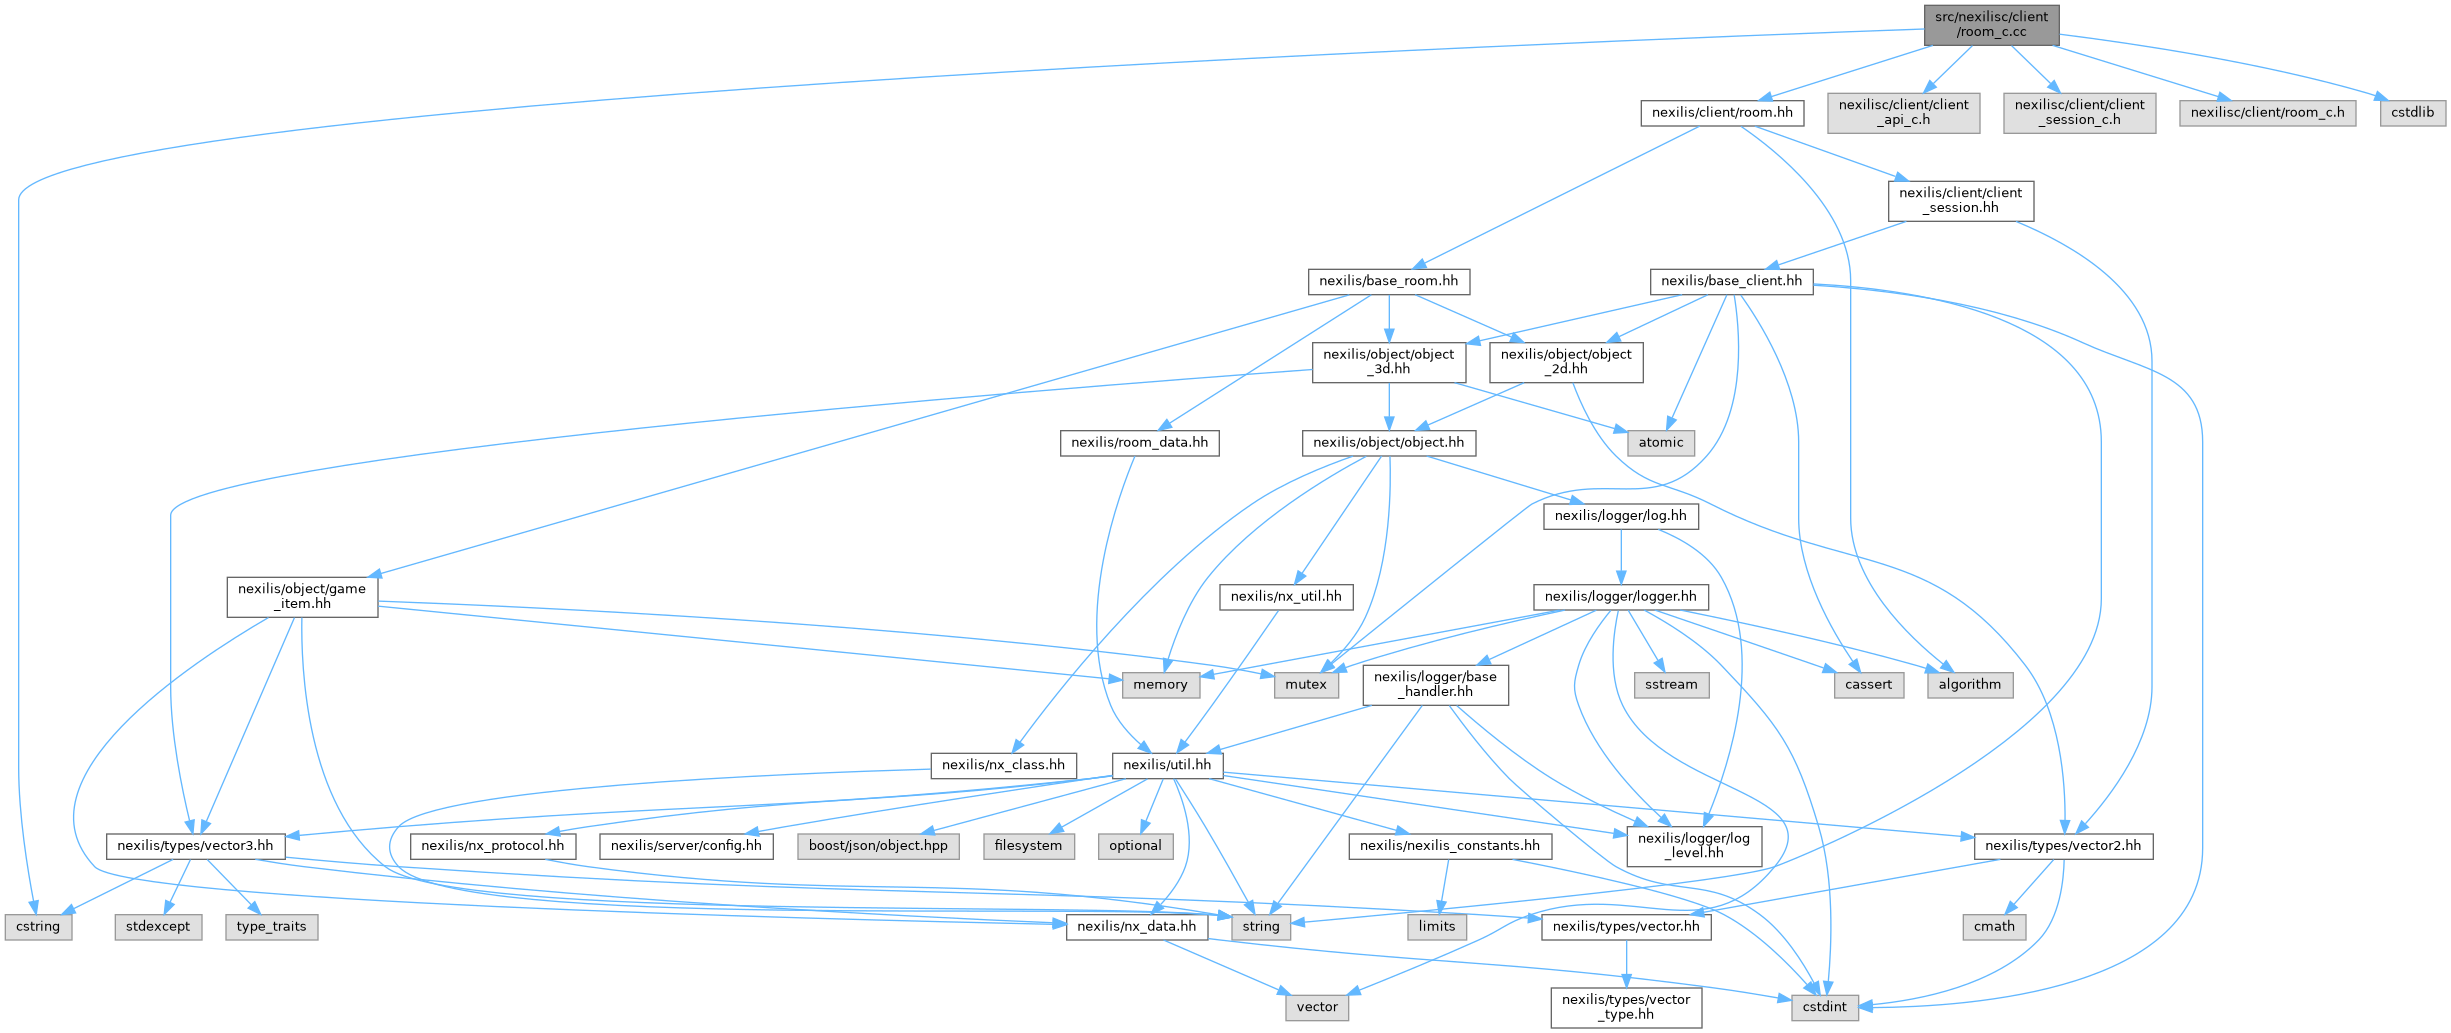 src/nexilisc/client
/room_c.cc
nexilis/client/room.hh
nexilisc/client/client
_api_c.h
nexilisc/client/client
_session_c.h
nexilisc/client/room_c.h
cstdlib
nexilis/client/client
_session.hh
nexilis/base_room.hh
nexilis/base_client.hh
nexilis/object/object
_3d.hh
nexilis/object/object
_2d.hh
nexilis/room_data.hh
nexilis/object/object.hh
atomic
nexilis/logger/log.hh
nexilis/object/game
_item.hh
nexilis/nx_util.hh
nexilis/logger/logger.hh
memory
mutex
nexilis/logger/base
_handler.hh
sstream
cassert
algorithm
nexilis/nx_class.hh
nexilis/util.hh
nexilis/types/vector3.hh
nexilis/nx_protocol.hh
nexilis/server/config.hh
boost/json/object.hpp
filesystem
optional
nexilis/nexilis_constants.hh
nexilis/logger/log
_level.hh
nexilis/types/vector2.hh
cstring
stdexcept
type_traits
nexilis/nx_data.hh
string
limits
nexilis/types/vector.hh
cmath
vector
nexilis/types/vector
_type.hh
cstdint